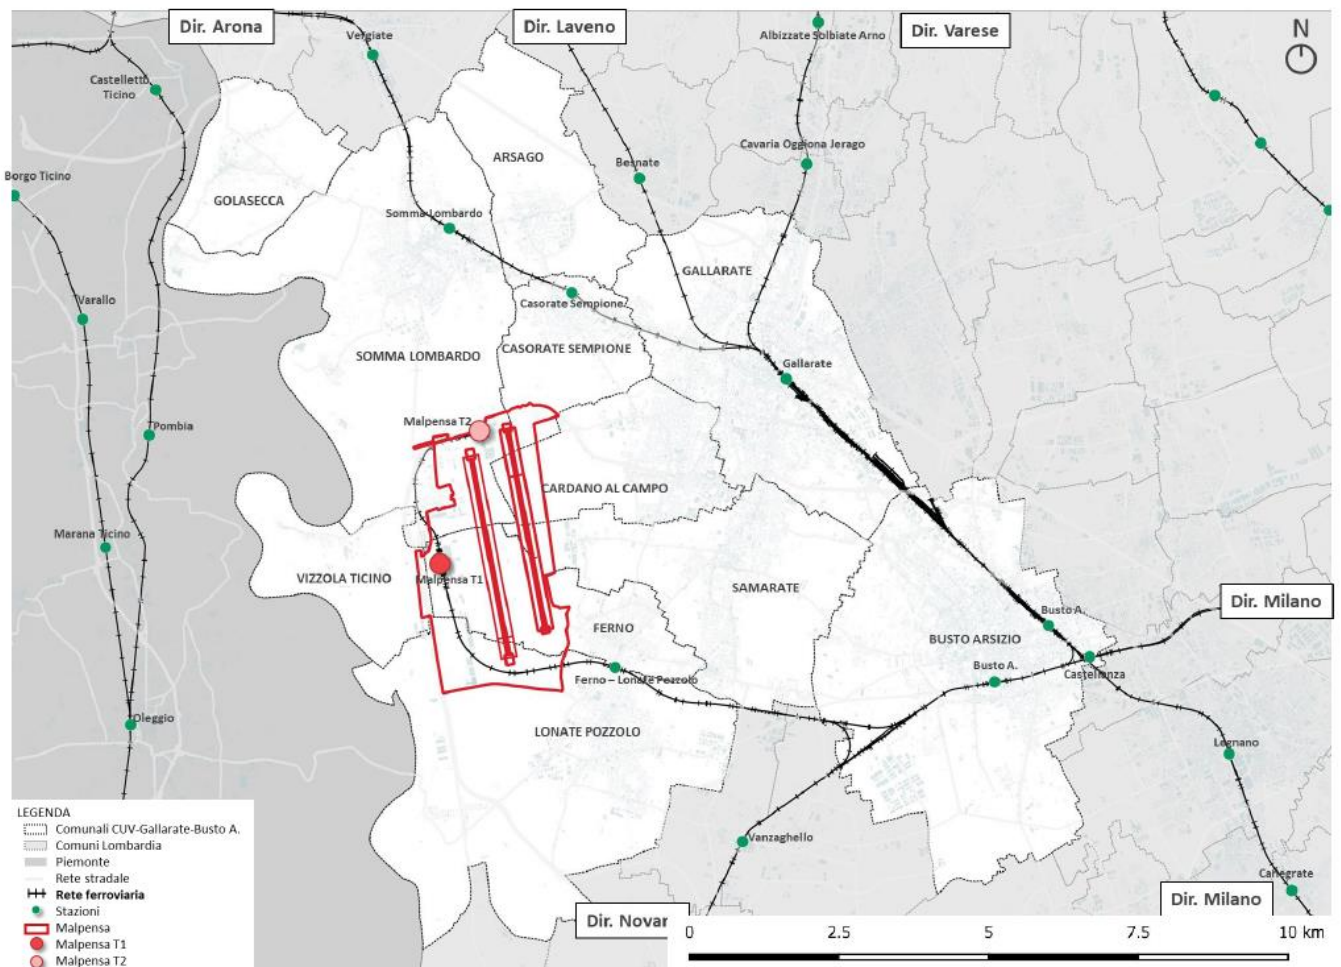 Dir. Arona
Dir. Laveno
Dir. Varese
N
Vergiate
Albizzate Solbiate Arno
Castelletto
Ticino
Cavaria Oggiona Jerago
ARSAGO
Besnate
Borgo Ticino
GOLASECCA
Somma Lombardo
GALLARATE
Varallo
Casorate Sempione
SOMMA LOMBARDO
CASORATE SEMPIONE
Gallarate
Malpensa T2
Pombia
CARDANO AL CAMPO
Marana Ticino
VIZZOLA TICINO
Malpensa T1
SAMARATE
Dir. Milano
Busto A.
FERNO
BUSTO ARSIZIO
Busto A.
Castellanza
Ferno – Lonate Pozzolo
Oleggio
LONATE POZZOLO
Legnano
Vanzaghello
Canegrate
Dir. Milano
Dir. Novar
LEGENDA
Comunali CUV-Gallarate-Busto A.
Comuni Lombardia
Piemonte
Rete stradale
Rete ferroviaria
Stazioni
Malpensa
Malpensa T1
Malpensa T2
0 2.5 5 7.5 10 km